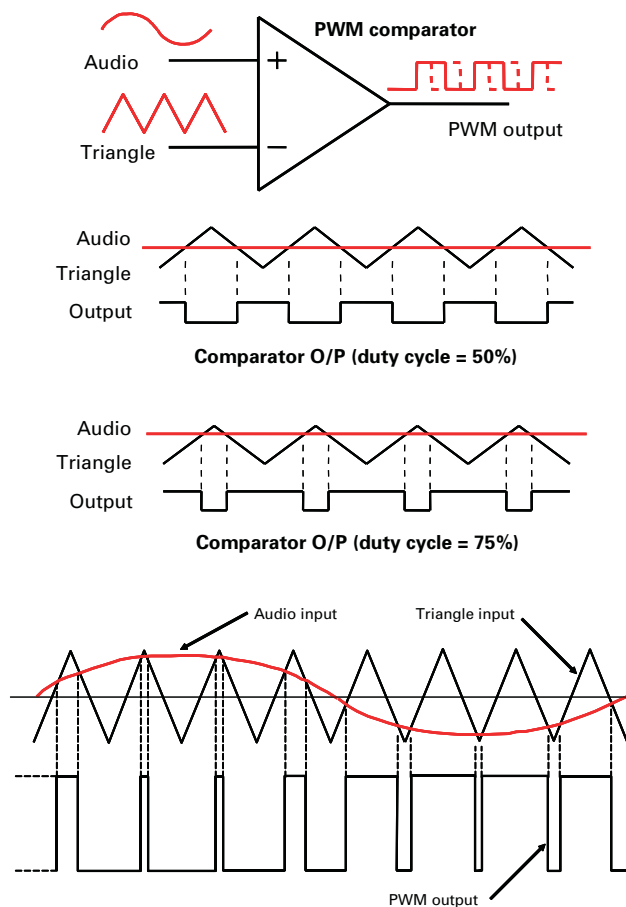 PWM comparator
Audio
+
PWM output
Triangle
−
Audio
Triangle
Output
Comparator O/P (duty cycle = 50%)
Audio
Triangle
Output
Comparator O/P (duty cycle = 75%)
Audio input
Triangle input
PWM output